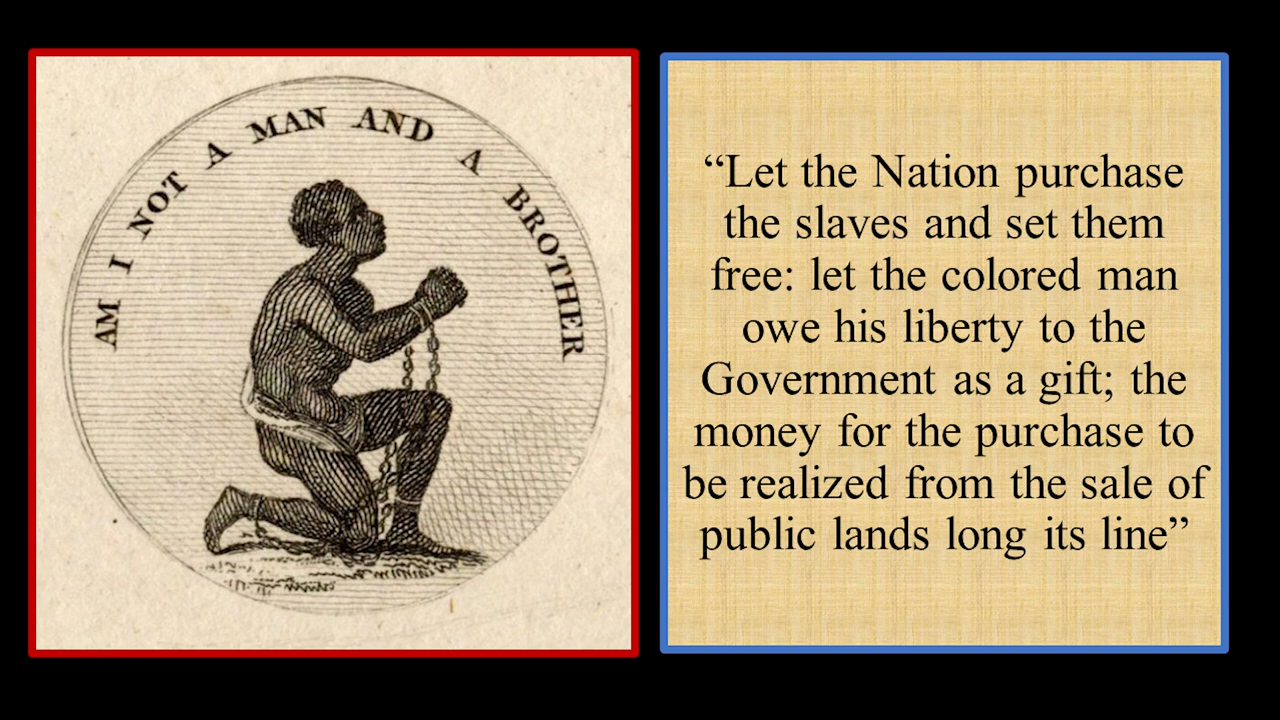 AM I NOT A MAN AND A BROTHER
“Let the Nation purchase
the slaves and set them
free: let the colored man
owe his liberty to the
Government as a gift; the
money for the purchase to
be realized from the sale of
public lands long its line”